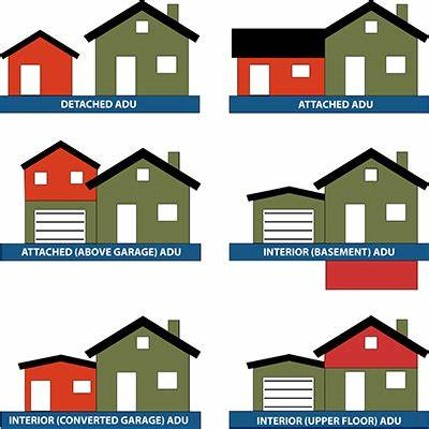 DETACHED ADU
ATTACHED ADU
ATTACHED (ABOVE GARAGE) ADU
INTERIOR (BASEMENT) ADU
INTERIOR (CONVERTED GARAGE) ADU
INTERIOR (UPPER FLOOR) ADU